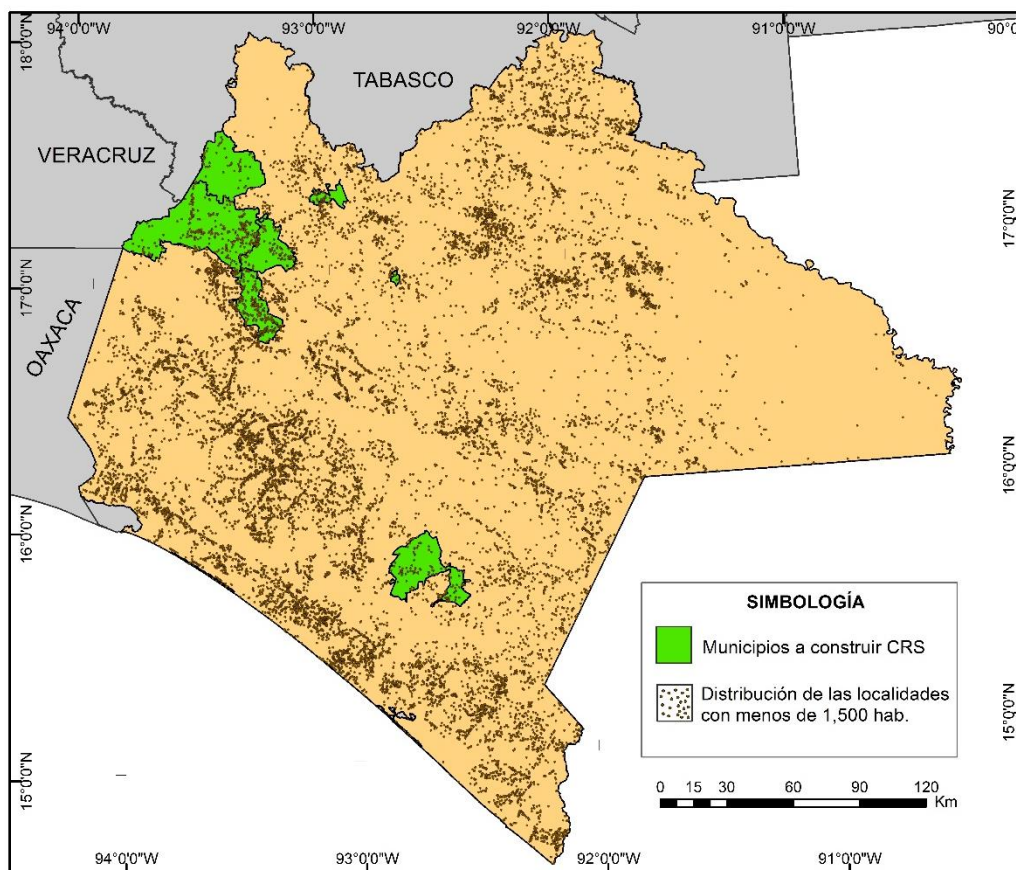 94°0'0"W 93°0'0"W 92°0'0"W 91°0'0"W 90°0
18°0'0"N
TABASCO
VERACRUZ
17°0'0"N
17°0'0"N
OAXACA
16°0'0"N
16°0'0"N
SIMBOLOGÍA
Municipios a construir CRS
Distribución de las localidades
con menos de 1,500 hab.
15°0'0"N
15°0'0"N
0 15 30 60 90 120
Km
94°0'0"W 93°0'0"W 92°0'0"W 91°0'0"W